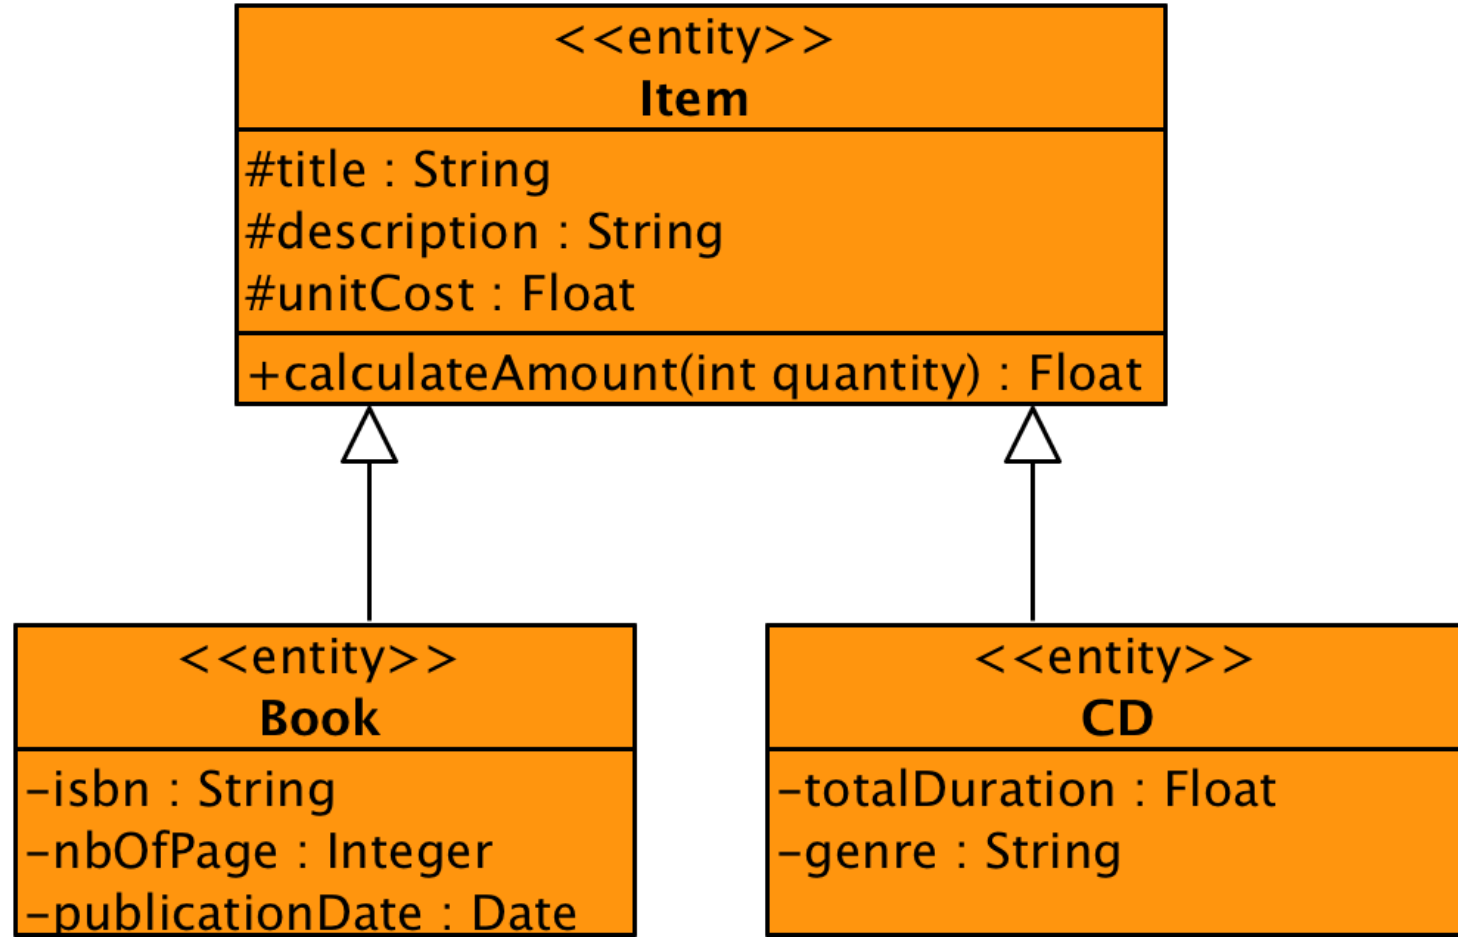 <<entity>>
Item
#title : String
#description : String
#unitCost : Float
+calculateAmount(int quantity) : Float
<<entity>>
Book
-isbn : String
-nbOfPage : Integer
-publicationDate : Date
<<entity>>
CD
-totalDuration : Float
-genre : String